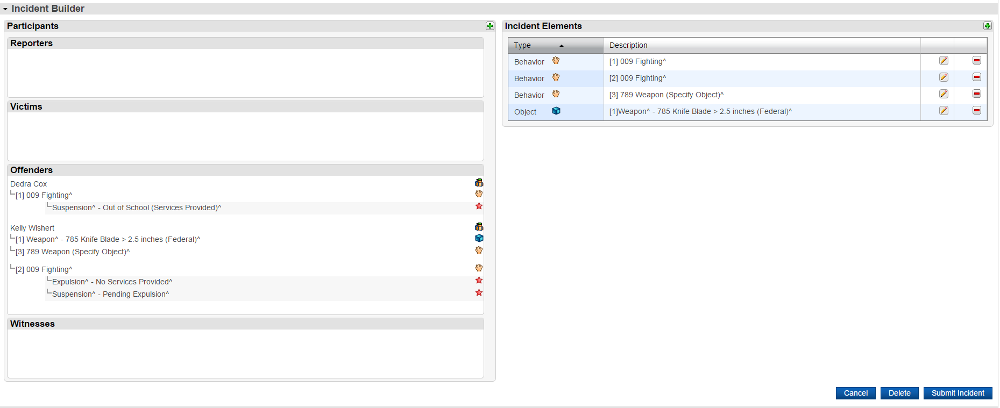 Incident Builder
Participants
Reporters
Victims
Offenders
Dedra Cox
[1] 009 Fighting^
Suspension^ - Out of School (Services Provided)^
Kelly Wishert
[1] Weapon^ - 785 Knife Blade > 2.5 inches (Federal)^
[3] 789 Weapon (Specify Object)^
[2] 009 Fighting^
Expulsion^ - No Services Provided^
Suspension^ - Pending Expulsion^
Witnesses
Incident Elements
Type Description
Behavior [1] 009 Fighting^
Behavior [2] 009 Fighting^
Behavior [3] 789 Weapon (Specify Object)^
Object [1]Weapon^ - 785 Knife Blade > 2.5 inches (Federal)^
Cancel Delete Submit Incident